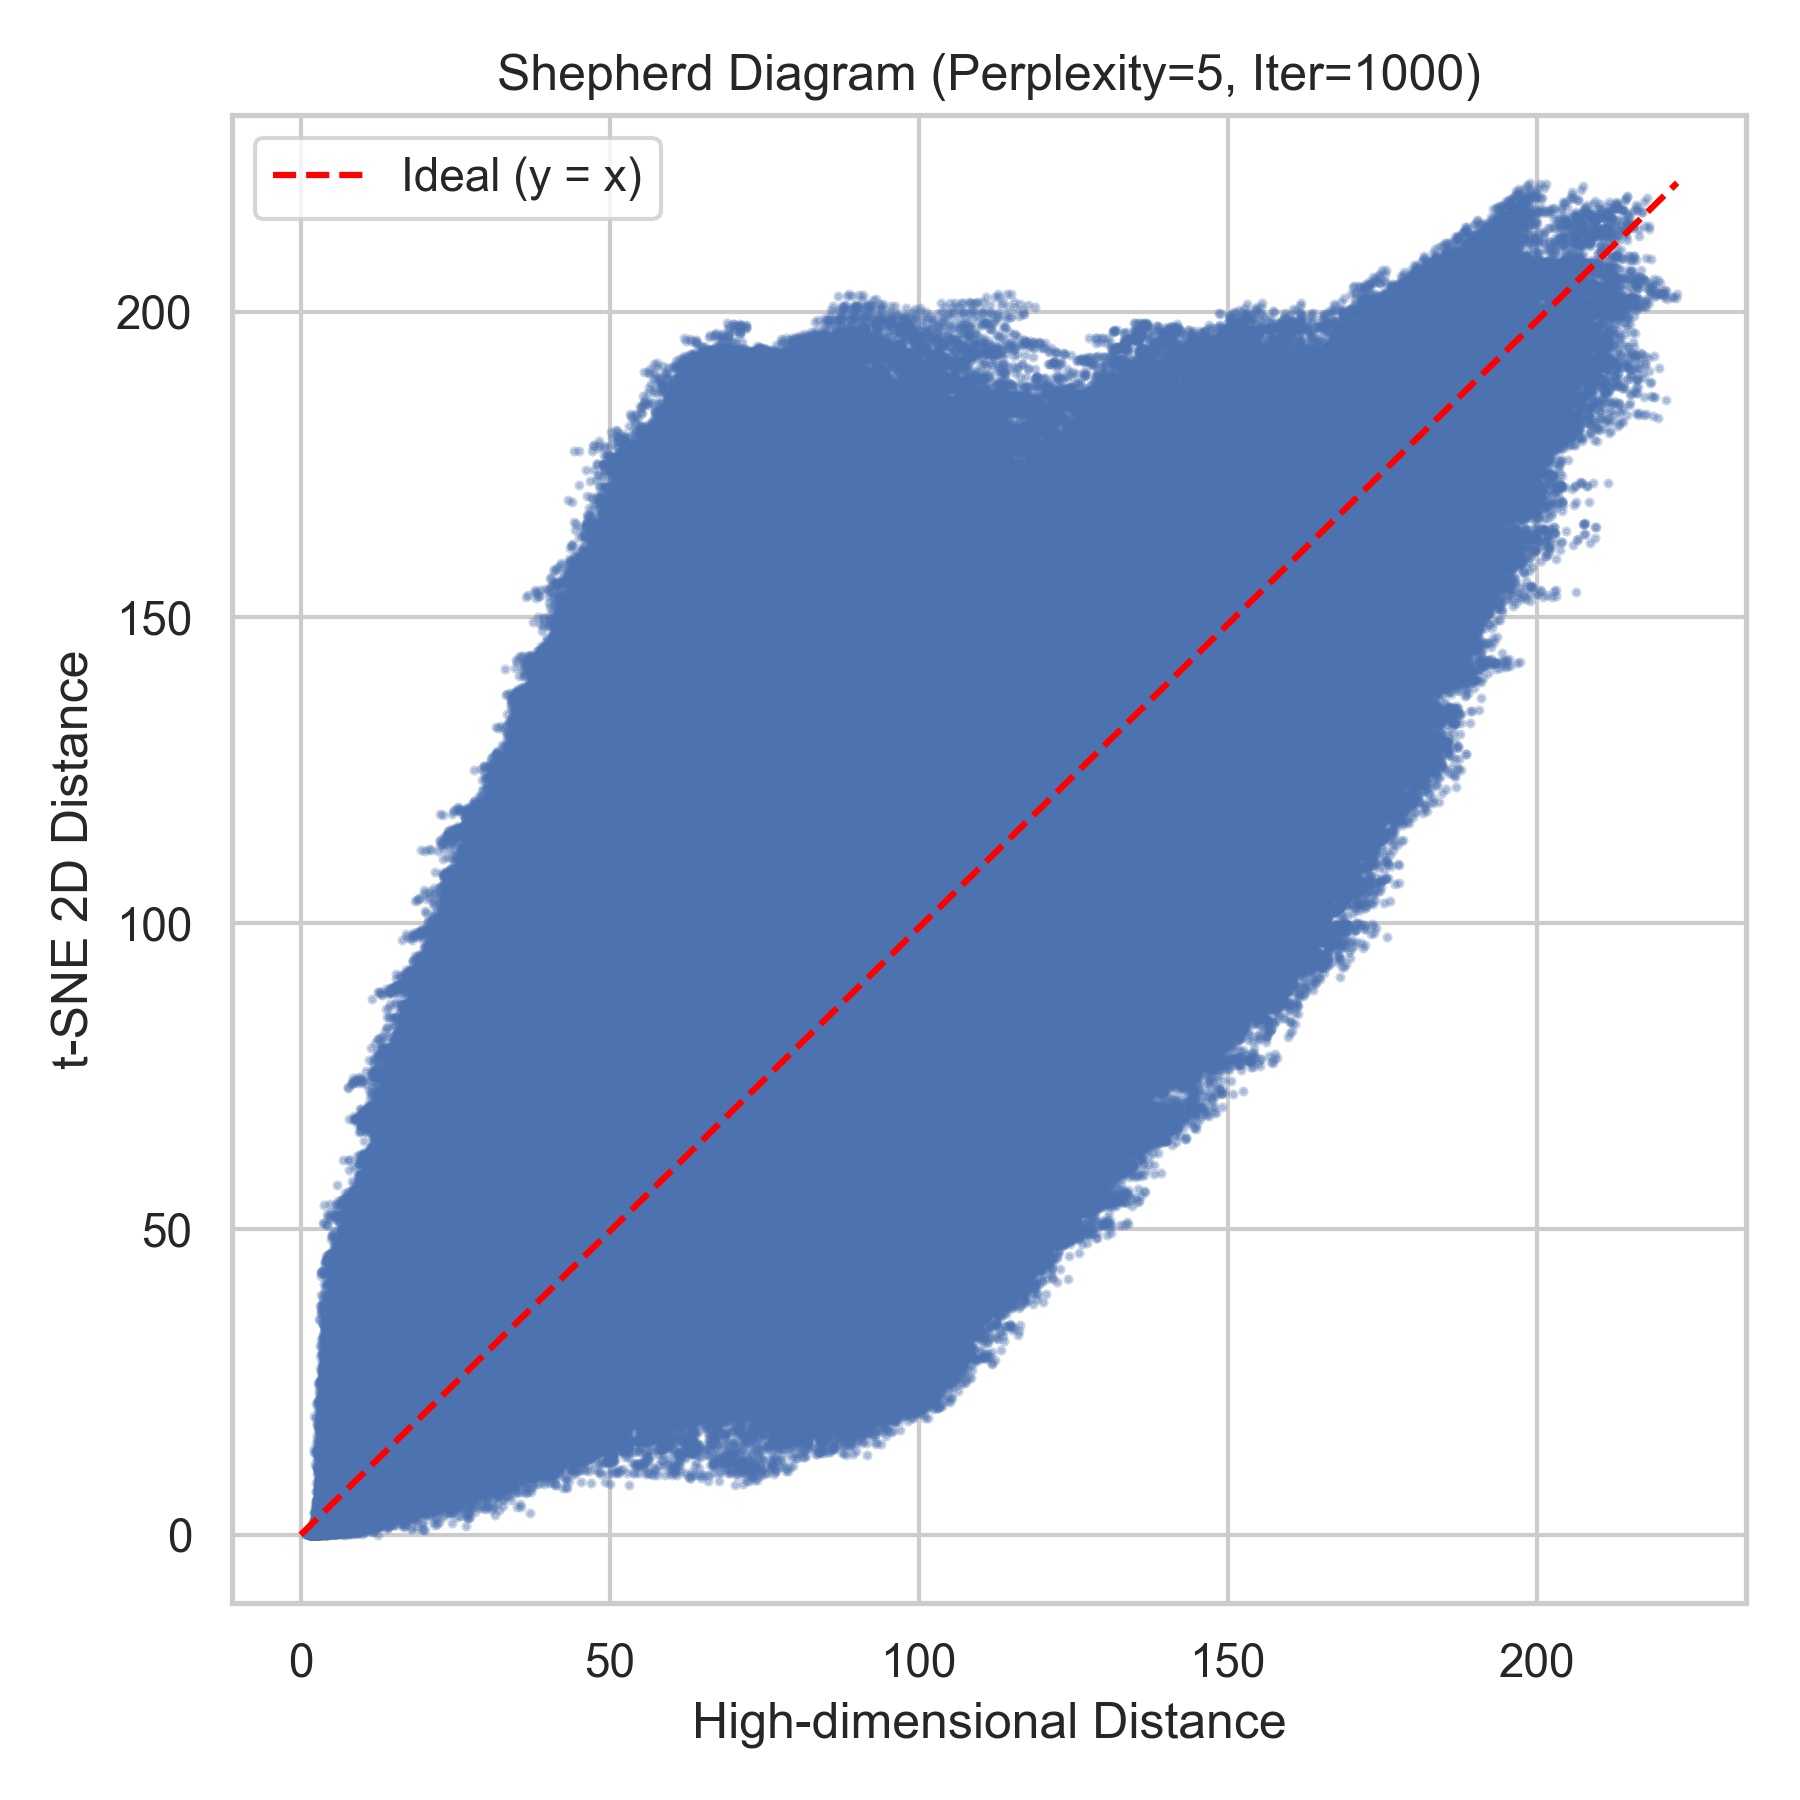 Shepherd Diagram (Perplexity=5, Iter=1000)
Ideal (y = x)
200
150
100
50
0
t-SNE 2D Distance
0 50 100 150 200
High-dimensional Distance